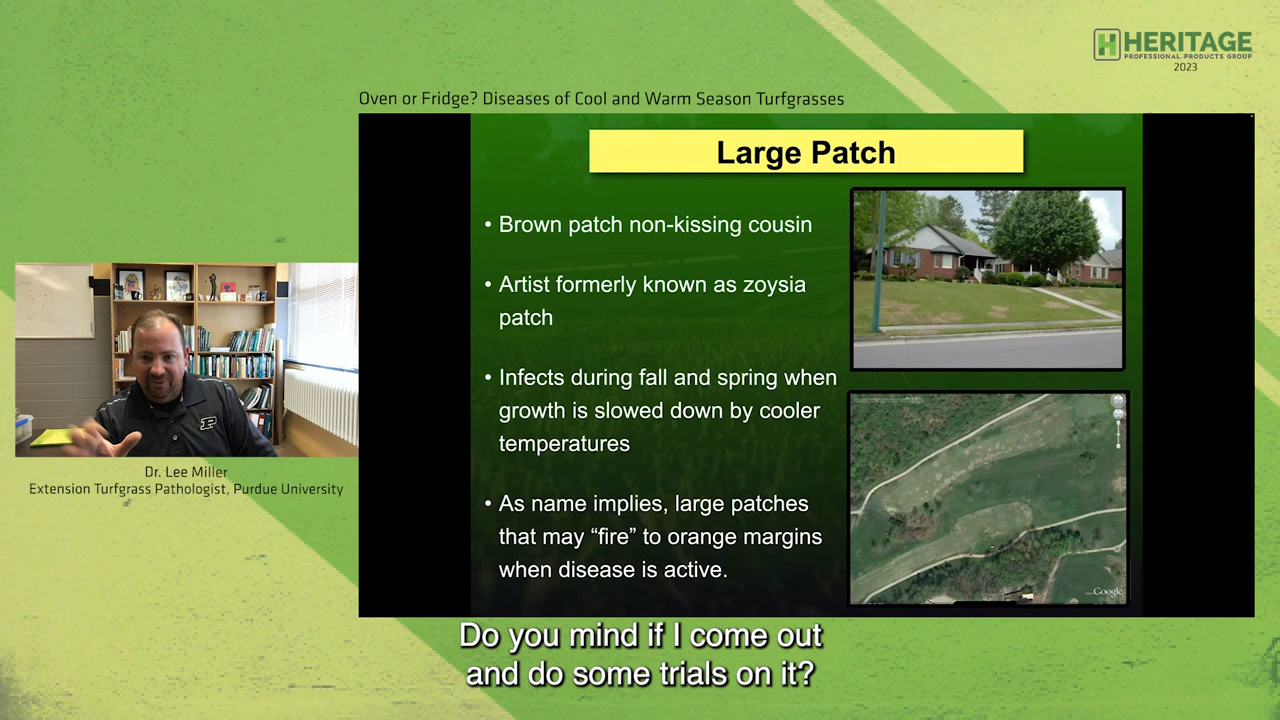 HERITAGE
PROFESSIONAL PRODUCTS GROUP
2023
Oven or Fridge? Diseases of Cool and Warm Season Turfgrasses
Large Patch
• Brown patch non-kissing cousin
• Artist formerly known as zoysia
patch
• Infects during fall and spring when
growth is slowed down by cooler
temperatures
• As name implies, large patches
that may “fire” to orange margins
when disease is active.
Google
P
Dr. Lee Miller
Extension Turfgrass Pathologist, Purdue University
Do you mind if I come out
and do some trials on it?